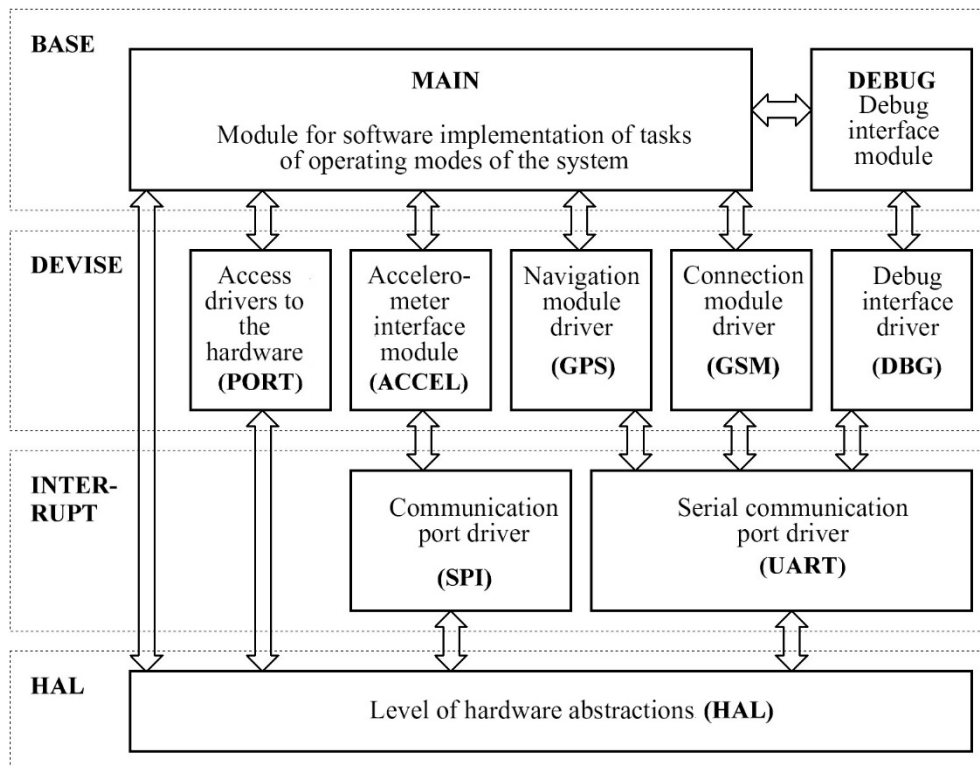 BASE
MAIN
Module for software implementation of tasks
of operating modes of the system
DEBUG
Debug
interface
module
DEVISE
Access
drivers to
the
hardware
(PORT)
Accelero-
meter
interface
module
(ACCEL)
Navigation
module
driver
(GPS)
Connection
module
driver
(GSM)
Debug
interface
driver
(DBG)
INTER-
RUPT
Communication
port driver
(SPI)
Serial communication
port driver
(UART)
HAL
Level of hardware abstractions (HAL)